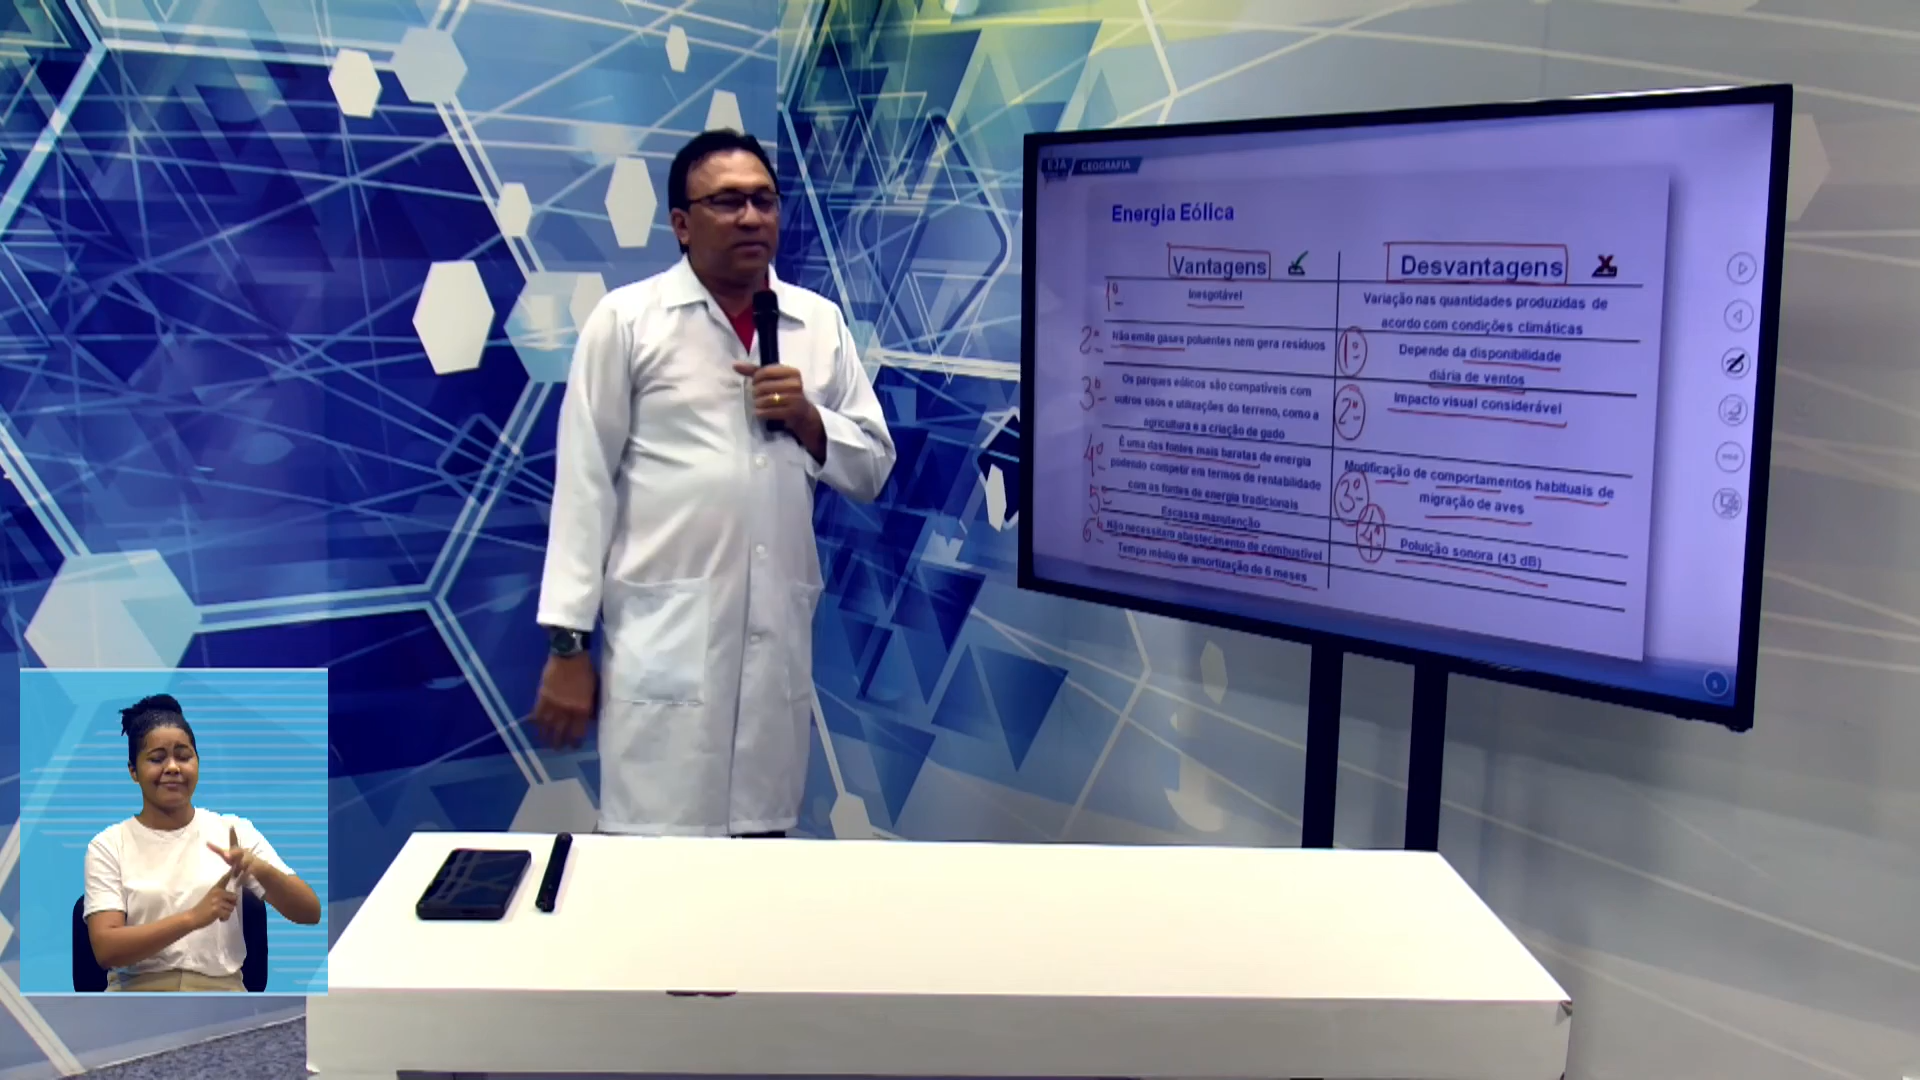 EJA GEOGRAFIA
Energia Eólica
Vantagens
Desvantagens
1º-
Inesgotável
Variação nas quantidades produzidas de
acordo com condições climáticas
2º-
Não emite gases poluentes nem gera resíduos
1º-
Depende da disponibilidade
diária de ventos
3º-
Os parques eólicos são compatíveis com
outros usos e utilizações do terreno, como a
agricultura e a criação de gado
2º-
Impacto visual considerável
4º-
É uma das fontes mais baratas de energia
podendo competir em termos de rentabilidade
com as fontes de energia tradicionais
Modificação de comportamentos habituais de
migração de aves
3º-
5º-
Escassa manutenção
6º-
Não necessitam abastecimento de combustível
Tempo médio de amortização de 6 meses
4º-
Poluição sonora (43 dB)